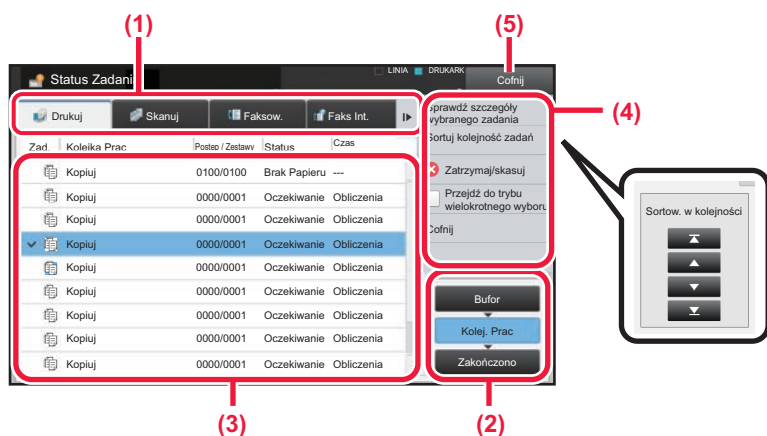 (1)
(5)
Status Zadania
LINIA
DRUKARK
Cofnij
Drukuj
Skanuj
Faksow.
Faks Int.
Sprawdź szczegóły
wybranego zadania
Sortuj kolejność zadań
Zatrzymaj/skasuj
Przejdź do trybu
wielokrotnego wyboru
Cofnij
(4)
Zad. Kolejka Prac Postęp / Zestawy Status Czas
Kopiuj 0100/0100 Brak Papieru ---
Kopiuj 0000/0001 Oczekiwanie Obliczenia
Kopiuj 0000/0001 Oczekiwanie Obliczenia
Kopiuj 0000/0001 Oczekiwanie Obliczenia
Kopiuj 0000/0001 Oczekiwanie Obliczenia
Kopiuj 0000/0001 Oczekiwanie Obliczenia
Kopiuj 0000/0001 Oczekiwanie Obliczenia
Kopiuj 0000/0001 Oczekiwanie Obliczenia
Kopiuj 0000/0001 Oczekiwanie Obliczenia
Bufor
Kolej. Prac
Zakończono
Sortow. w kolejności
(3)
(2)